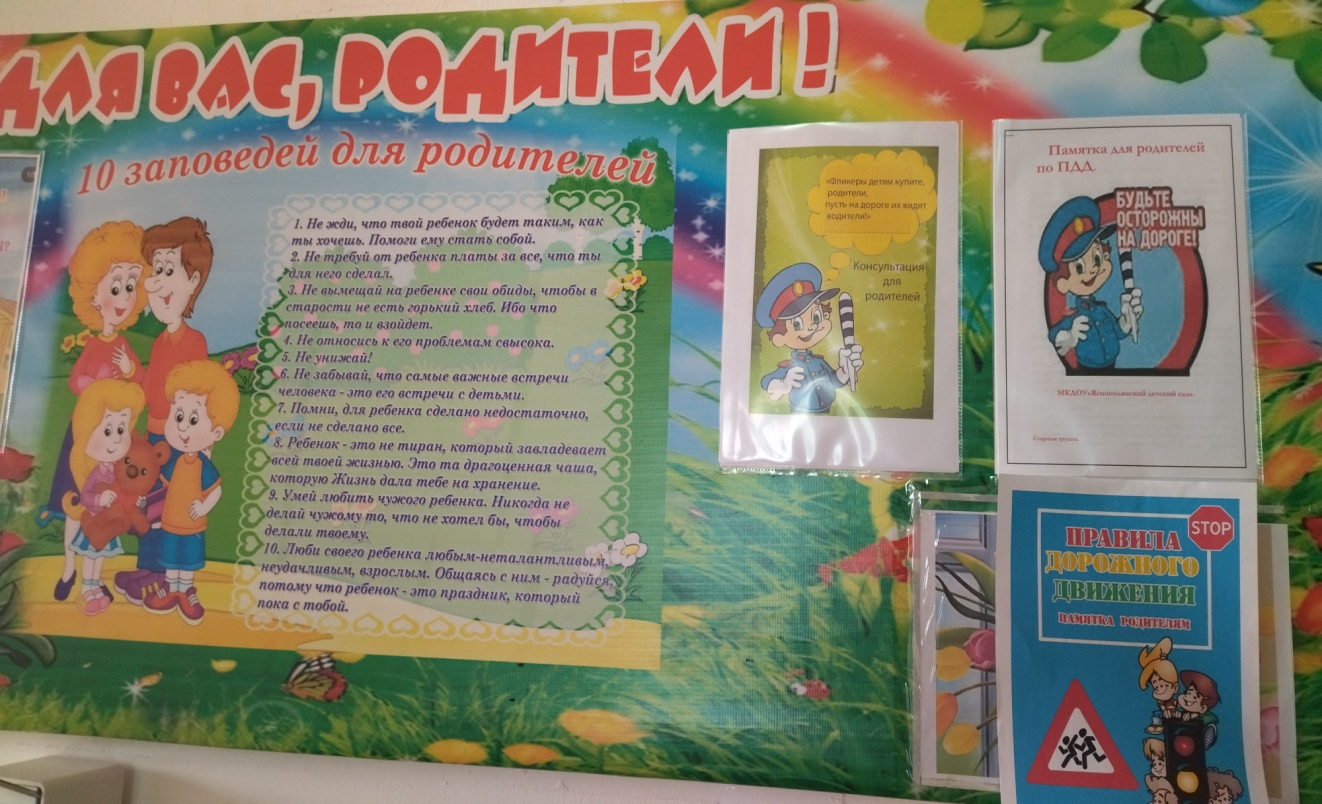 ДЛЯ ВАС, РОДИТЕЛИ!
10 заповедей для родителей
1. Не жди, что твой ребенок будет таким, как
ты хочешь. Помоги ему стать собой.
2. Не требуй от ребенка платы за все, что ты
для него сделал.
3. Не вымещай на ребенке свои обиды, чтобы в
старости не есть горький хлеб. Ибо что
посеешь, то и взойдет.
4. Не относись к его проблемам свысока.
5. Не унижай!
6. Не забывай, что самые важные встречи
человека - это его встречи с детьми.
7. Помни, для ребенка сделано недостаточно,
если не сделано все.
8. Ребенок - это не тиран, который завладевает
всей твоей жизнью. Это та драгоценная чаша,
которую Жизнь дала тебе на хранение.
9. Умей любить чужого ребенка. Никогда не
делай чужому то, что не хотел бы, чтобы
делали твоему.
10. Люби своего ребенка любым-неталантливым,
неудачливым, взрослым. Общаясь с ним - радуйся,
потому что ребенок - это праздник, который
пока с тобой.
«Фликеры детям купите,
родители,
пусть на дороге их видят
водители!»
Консультация
для
родителей
Памятка для родителей
по ПДД.
БУДЬТЕ
ОСТОРОЖНЫ
НА ДОРОГЕ!
МКДОУ«Яснополянский детский сад».
Старшая группа.
STOP
ПРАВИЛА
ДОРОЖНОГО
ДВИЖЕНИЯ
ПАМЯТКА РОДИТЕЛЯМ